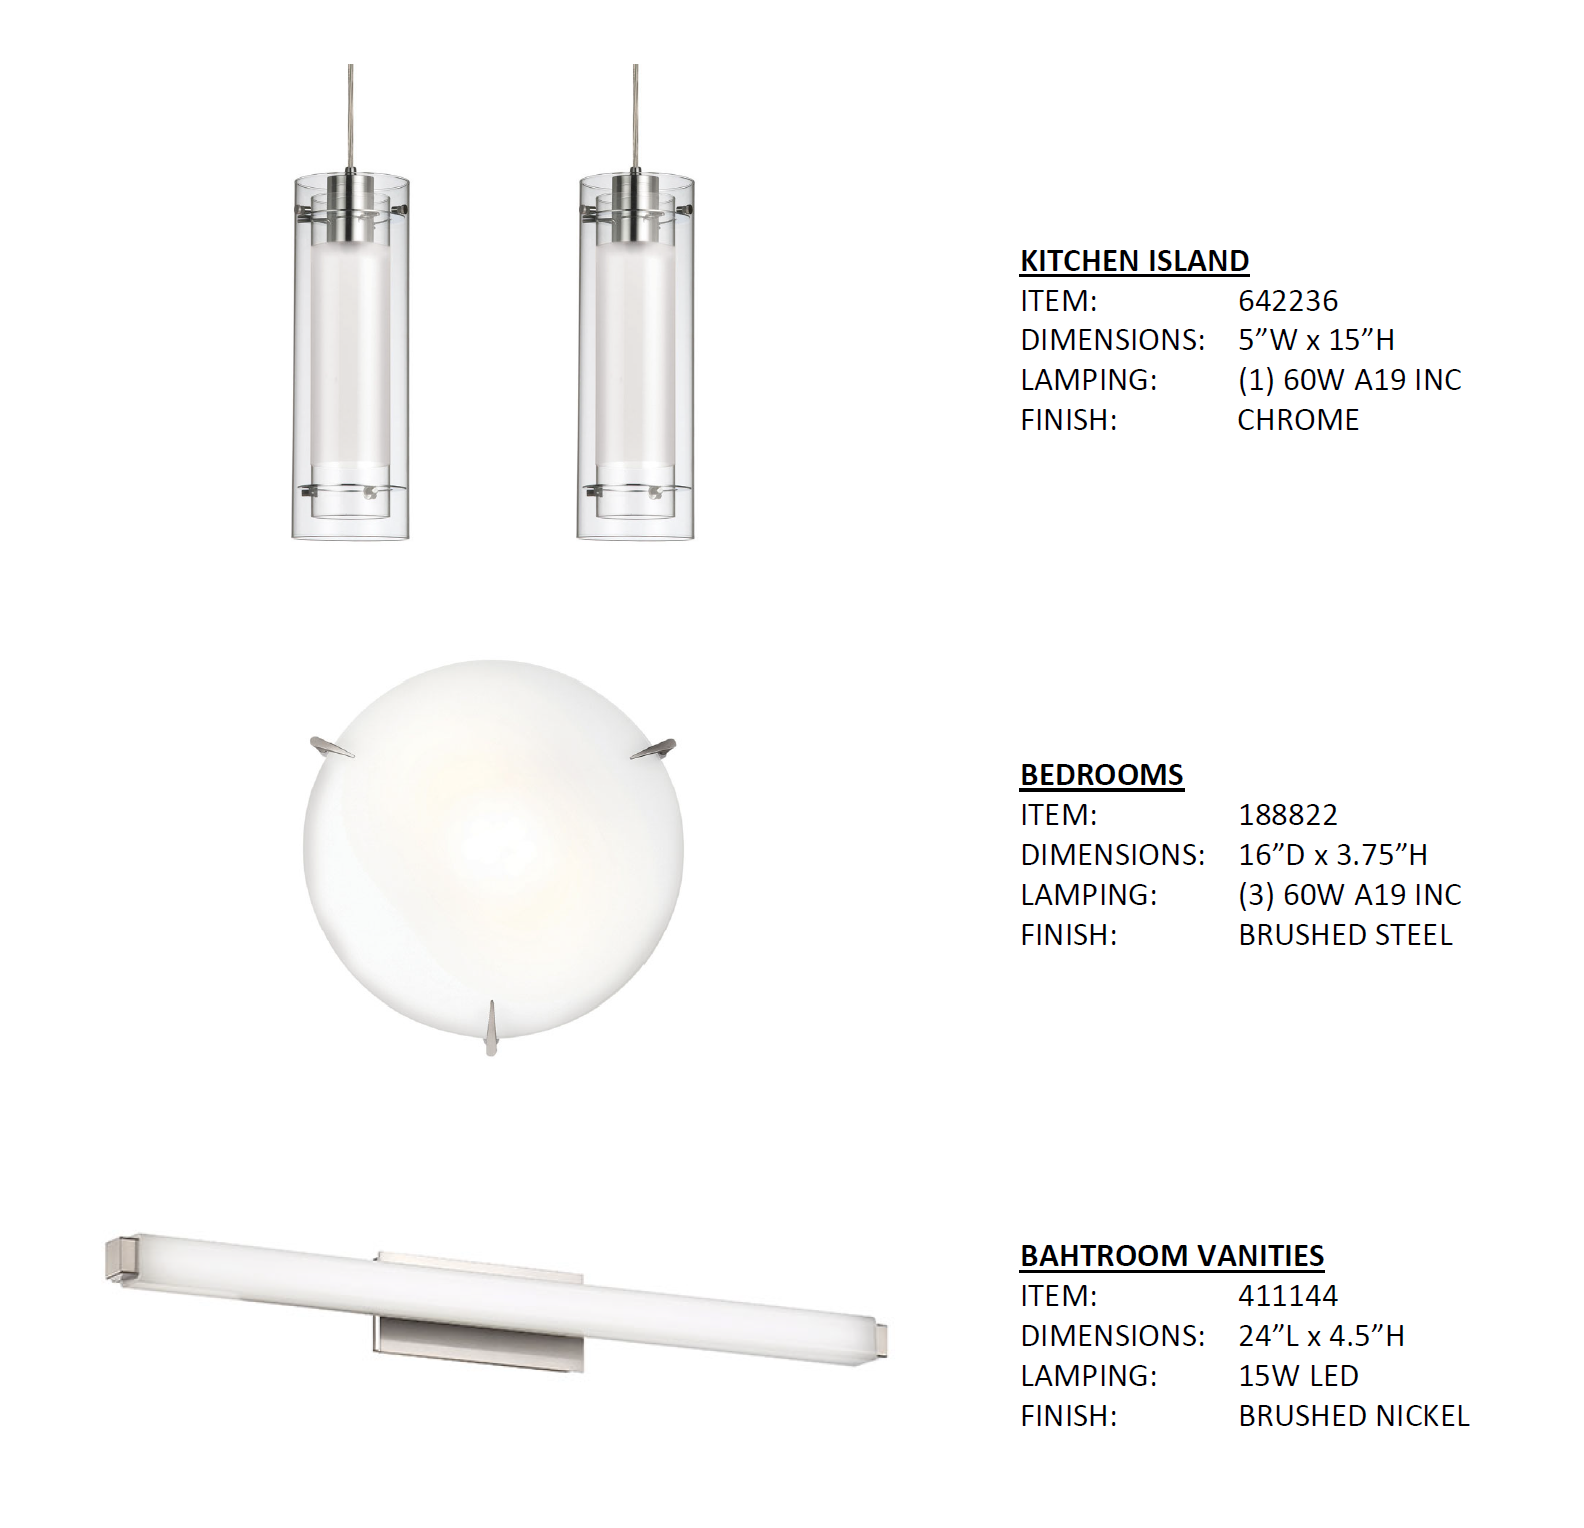 KITCHEN ISLAND
ITEM: 642236
DIMENSIONS: 5”W x 15”H
LAMPING: (1) 60W A19 INC
FINISH: CHROME
BEDROOMS
ITEM: 188822
DIMENSIONS: 16”D x 3.75”H
LAMPING: (3) 60W A19 INC
FINISH: BRUSHED STEEL
BAHTROOM VANITIES
ITEM: 411144
DIMENSIONS: 24”L x 4.5”H
LAMPING: 15W LED
FINISH: BRUSHED NICKEL